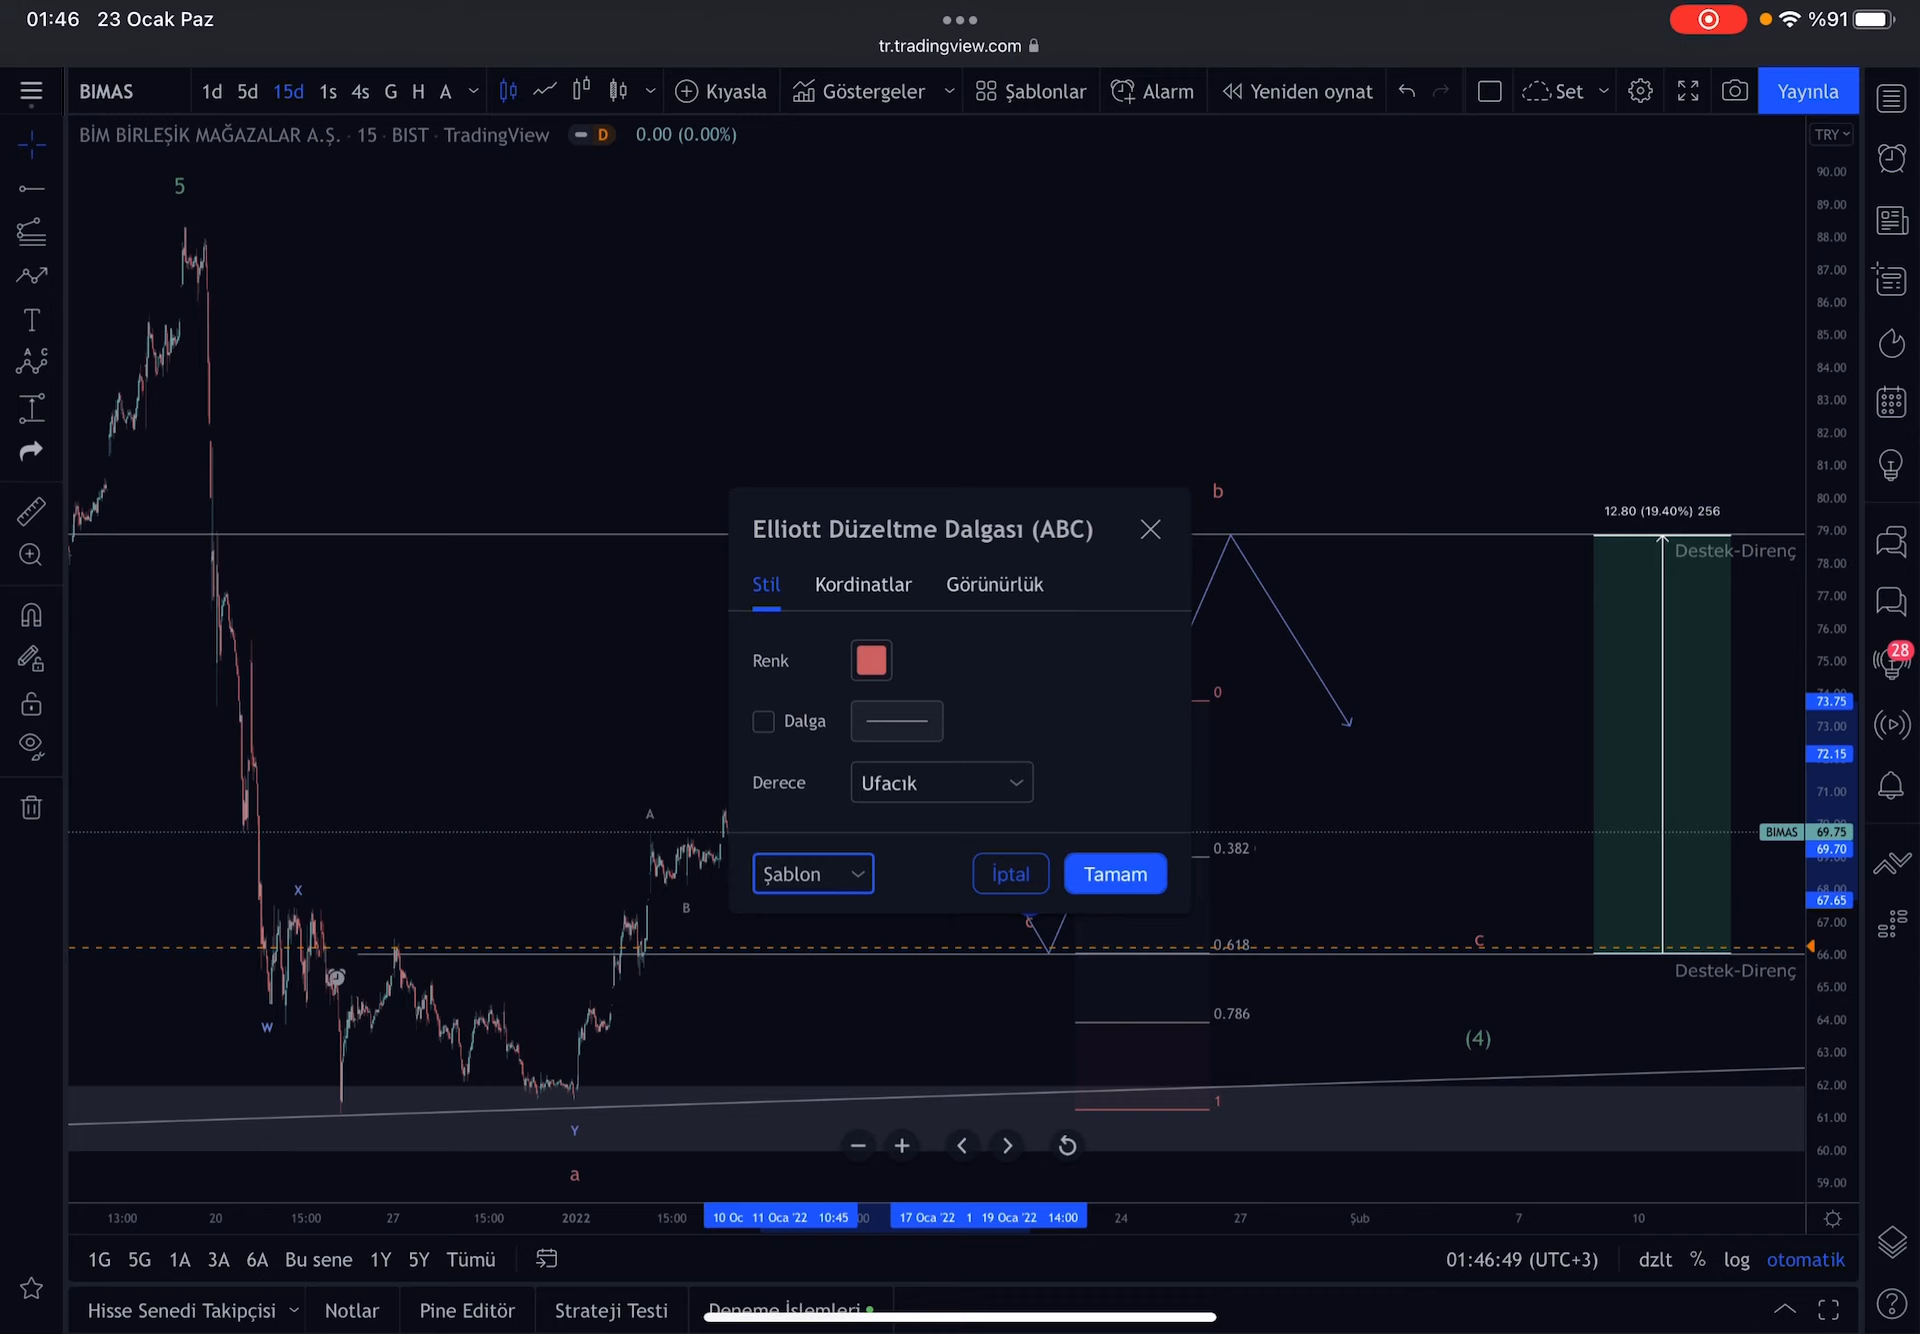 01:46 23 Ocak Paz
%91
tr.tradingview.com
BIMAS 1d 5d 15d 1s 4s G H A Kıyasla Göstergeler Şablonlar Alarm Yeniden oynat Set Yayınla
BİM BİRLEŞİK MAĞAZALAR A.Ş. · 15 · BIST · TradingView D 0.00 (0.00%)
TRY
5
90.00
89.00
88.00
87.00
86.00
85.00
84.00
83.00
82.00
81.00
80.00
79.00
78.00
77.00
76.00
75.00
73.75
73.00
72.15
71.00
BIMAS 69.75
69.70
67.65
67.00
66.00
65.00
64.00
63.00
62.00
61.00
60.00
59.00
28
b
12.80 (19.40%) 256
Destek-Direnç
Elliott Düzeltme Dalgası (ABC)
Stil Kordinatlar Görünürlük
Renk
Dalga
Derece Ufacık
Şablon İptal Tamam
0
0.382
0.618
0.786
1
A
B
X
W
Y
a
c
c
Destek-Direnç
(4)
13:00 20 15:00 27 15:00 2022 15:00 10 Oc 11 Oca '22 10:45 17 Oca '22 1 19 Oca '22 14:00 24 27 Şub 7 10
1G 5G 1A 3A 6A Bu sene 1Y 5Y Tümü 01:46:49 (UTC+3) dzlt % log otomatik
Hisse Senedi Takipçisi Notlar Pine Editör Strateji Testi Deneme İşlemleri